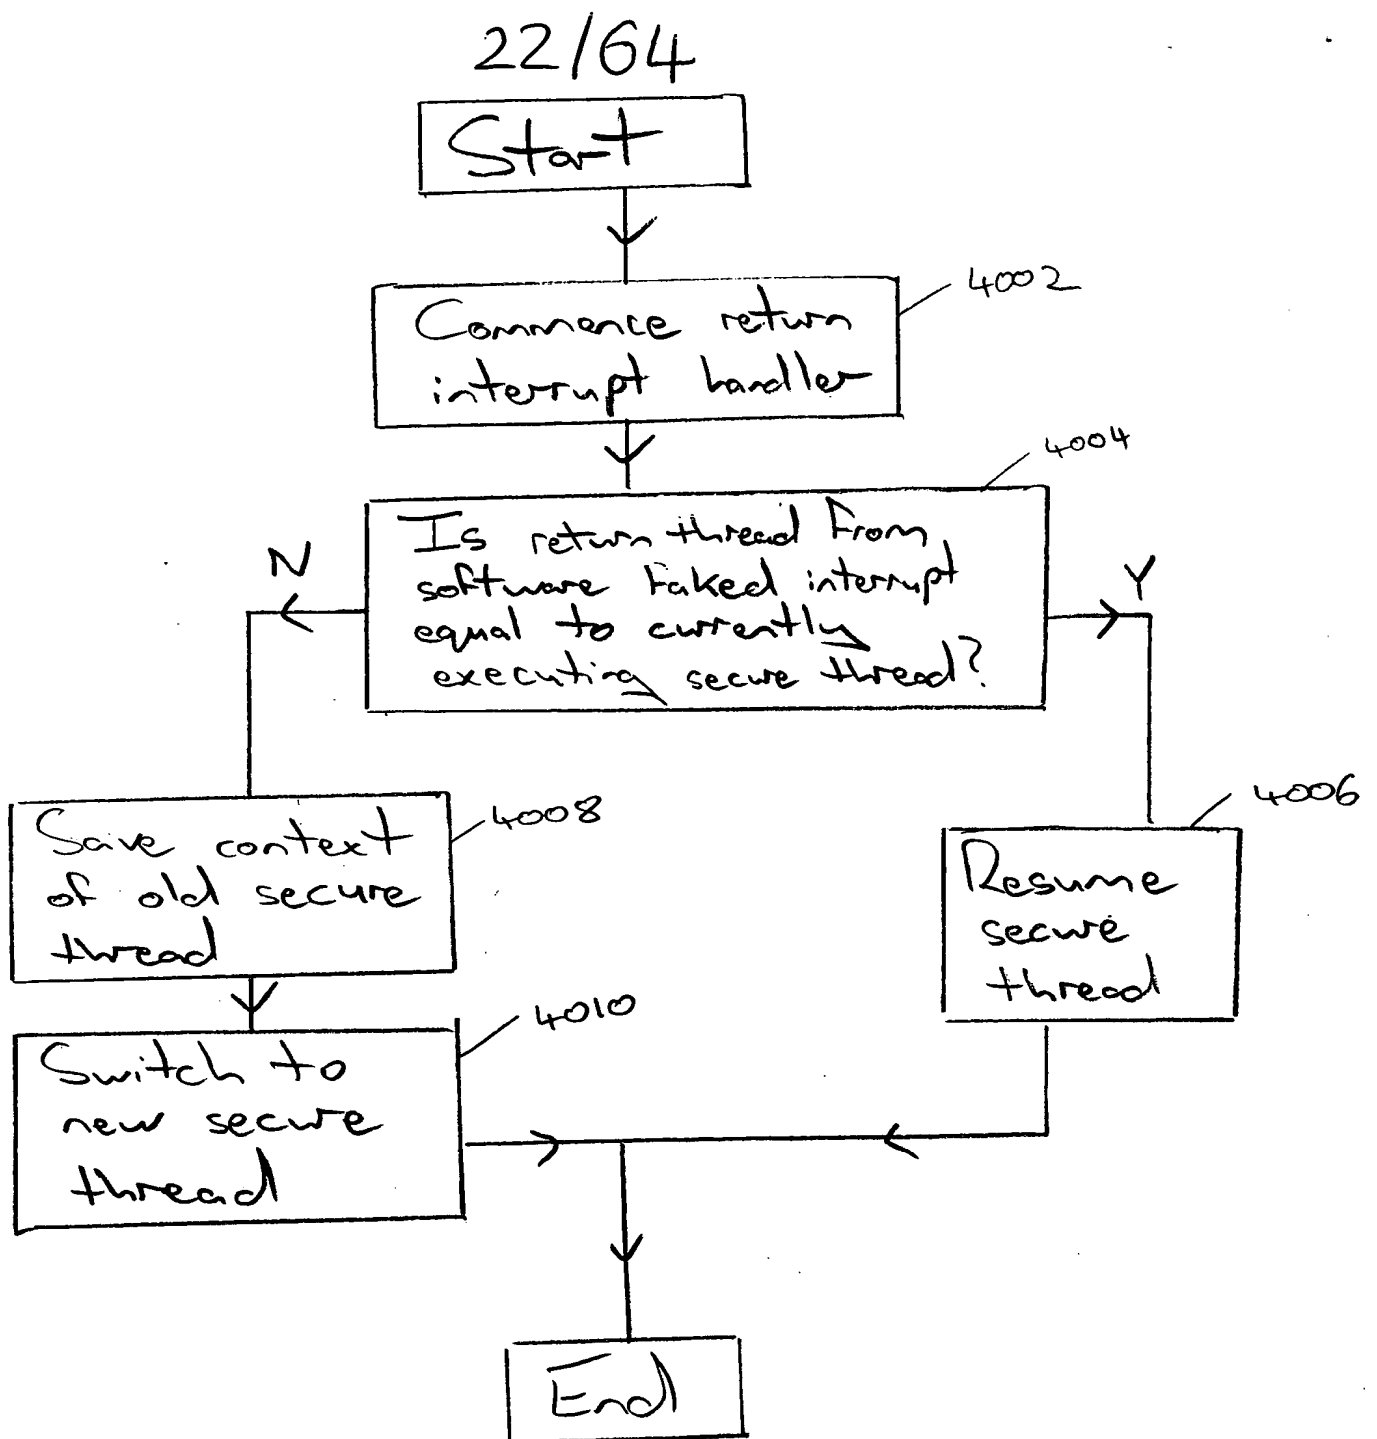 22/64
Start
4002
Commence return
interrupt handler
4004
Is return thread from
software faked interrupt
equal to currently
executing secure thread?
N
Y
4008
Save context
of old secure
thread
4006
Resume
secure
thread
4010
Switch to
new secure
thread
End